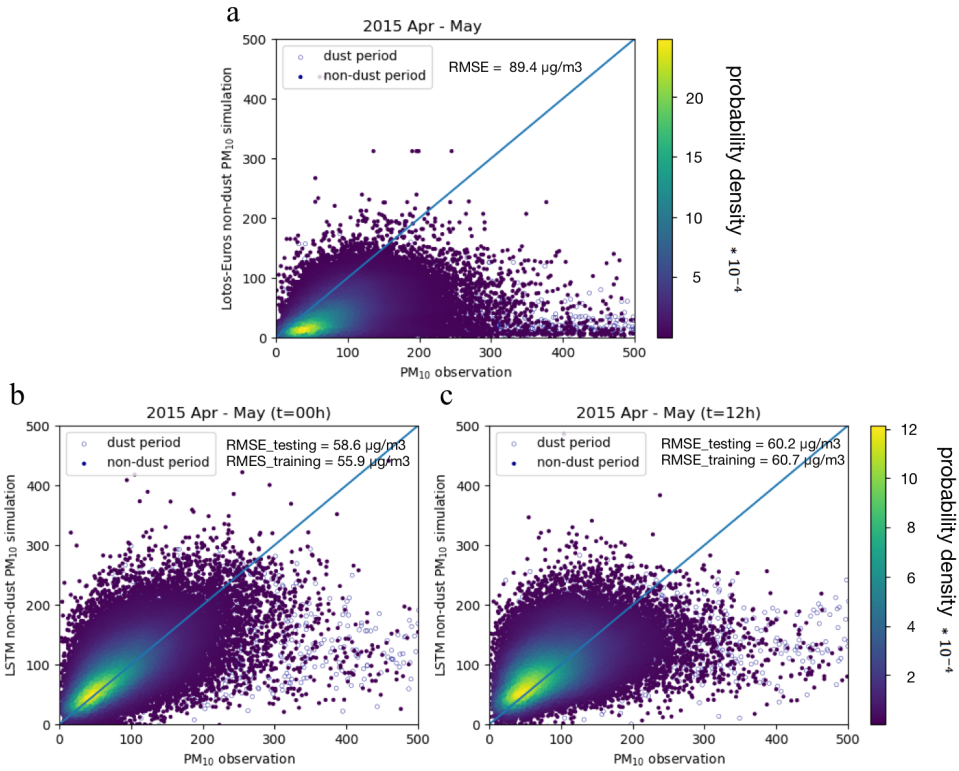 a
2015 Apr - May
500
400
300
200
100
0
0 100 200 300 400 500
Lotos-Euros non-dust PM10 simulation
PM10 observation
dust period
non-dust period
RMSE = 89.4 µg/m3
20
15
10
5
probability density * 10⁻⁴
b
2015 Apr - May (t=00h)
500
400
300
200
100
0
0 100 200 300 400 500
LSTM non-dust PM10 simulation
PM10 observation
dust period
non-dust period
RMSE_testing = 58.6 µg/m3
RMES_training = 55.9 µg/m3
c
2015 Apr - May (t=12h)
500
400
300
200
100
0
0 100 200 300 400 500
LSTM non-dust PM10 simulation
PM10 observation
dust period
non-dust period
RMSE_testing = 60.2 µg/m3
RMSE_training = 60.7 µg/m3
12
10
8
6
4
2
probability density * 10⁻⁴